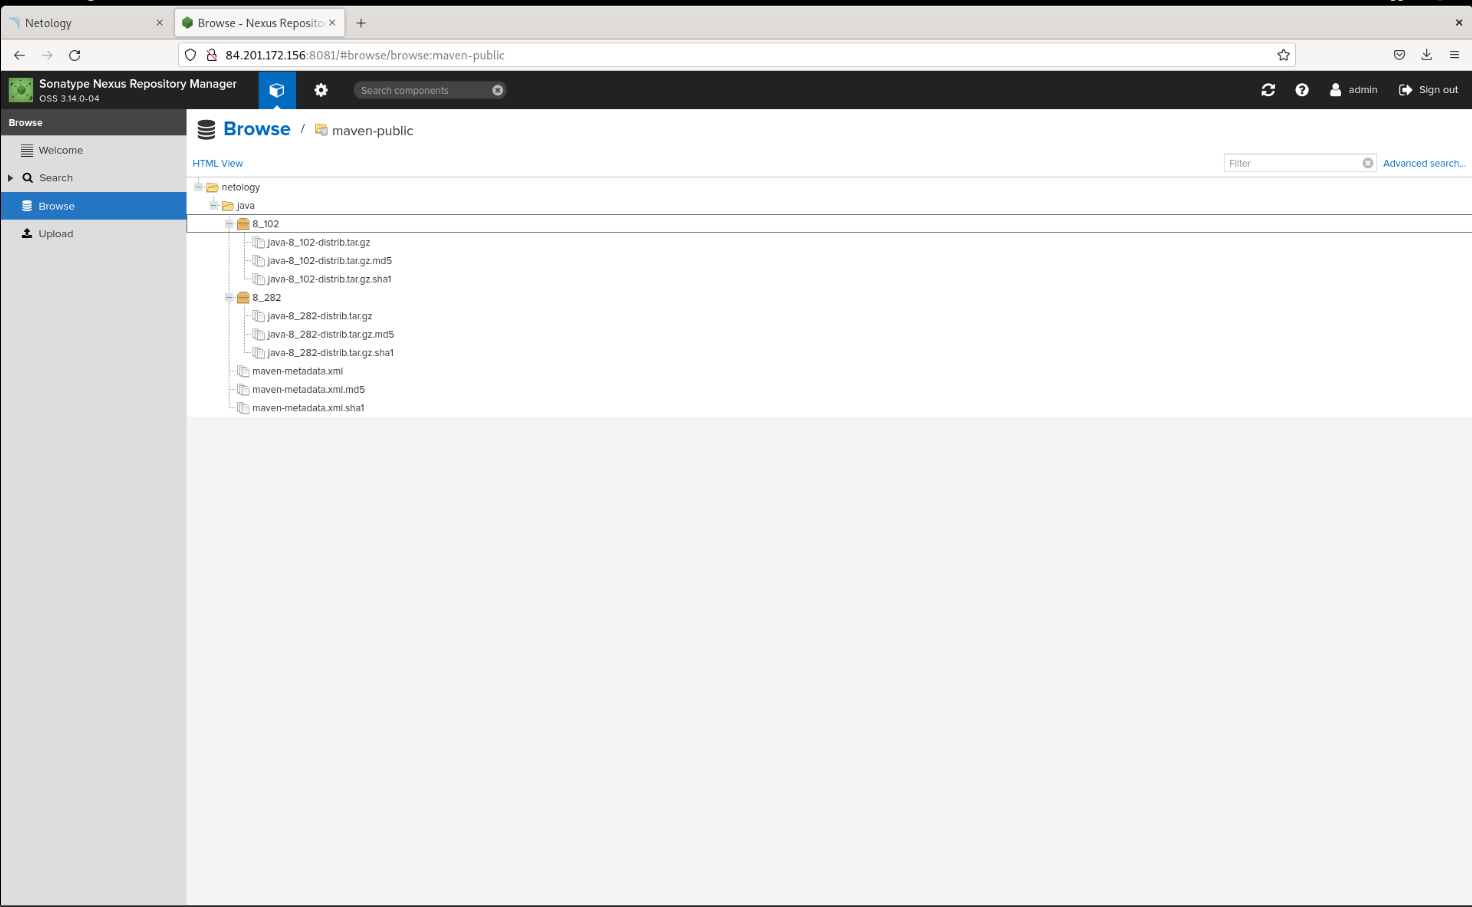 Netology
Browse - Nexus Reposito
84.201.172.156:8081/#browse/browse:maven-public
Sonatype Nexus Repository Manager
OSS 3.14.0-04
Search components
admin
Sign out
Browse
Welcome
Search
Browse
Upload
Browse / maven-public
HTML View
Filter
Advanced search...
netology
java
8_102
java-8_102-distrib.tar.gz
java-8_102-distrib.tar.gz.md5
java-8_102-distrib.tar.gz.sha1
8_282
java-8_282-distrib.tar.gz
java-8_282-distrib.tar.gz.md5
java-8_282-distrib.tar.gz.sha1
maven-metadata.xml
maven-metadata.xml.md5
maven-metadata.xml.sha1